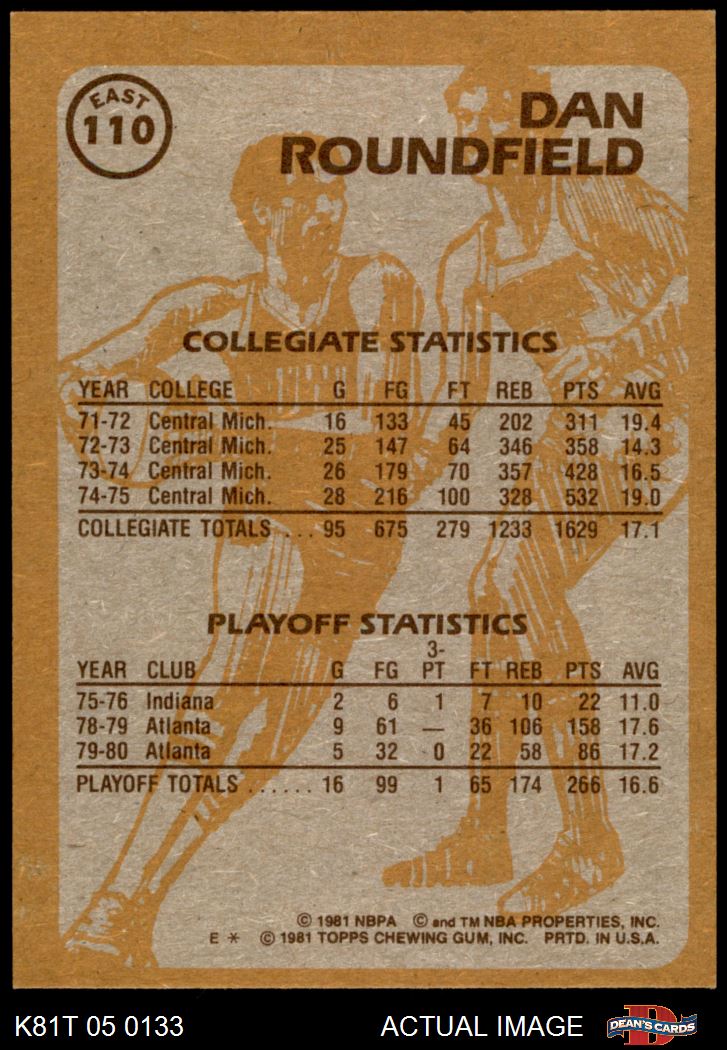 EAST
110
DAN
ROUNDFIELD
COLLEGIATE STATISTICS
YEAR COLLEGE G FG FT REB PTS AVG
71-72 Central Mich. 16 133 45 202 311 19.4
72-73 Central Mich. 25 147 64 346 358 14.3
73-74 Central Mich. 26 179 70 357 428 16.5
74-75 Central Mich. 28 216 100 328 532 19.0
COLLEGIATE TOTALS ... 95 675 279 1233 1629 17.1
PLAYOFF STATISTICS
YEAR CLUB G FG 3-PT FT REB PTS AVG
75-76 Indiana 2 6 1 7 10 22 11.0
78-79 Atlanta 9 61 — 36 106 158 17.6
79-80 Atlanta 5 32 0 22 58 86 17.2
PLAYOFF TOTALS ...... 16 99 1 65 174 266 16.6
© 1981 NBPA © and TM NBA PROPERTIES, INC.
E * © 1981 TOPPS CHEWING GUM, INC. PRTD. IN U.S.A.
K81T 05 0133 ACTUAL IMAGE DEAN'S CARDS